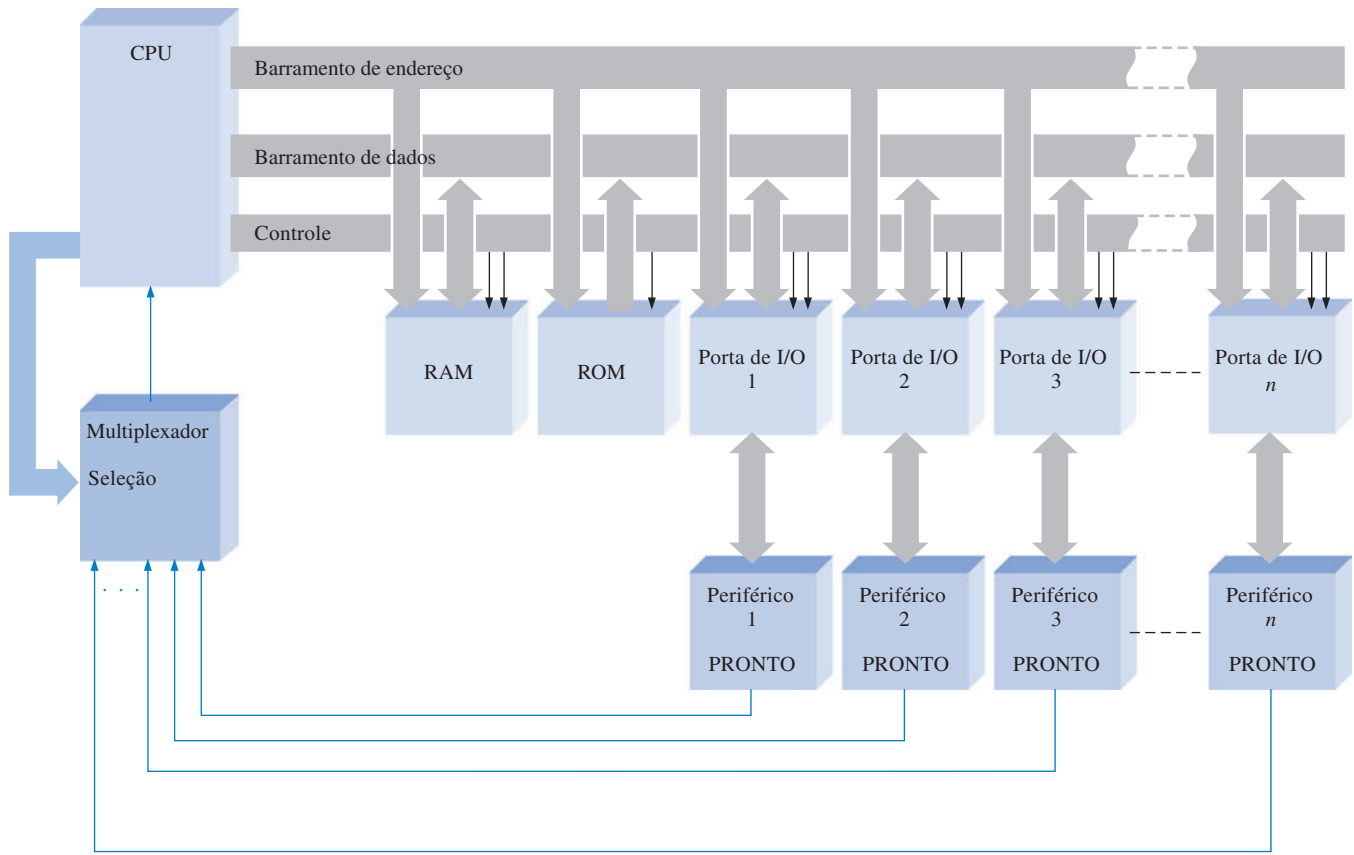 CPU
Barramento de endereço
Barramento de dados
Controle
RAM
ROM
Porta de I/O
1
Porta de I/O
2
Porta de I/O
3
Porta de I/O
n
Multiplexador
Seleção
. . .
Periférico
1
PRONTO
Periférico
2
PRONTO
Periférico
3
PRONTO
Periférico
n
PRONTO